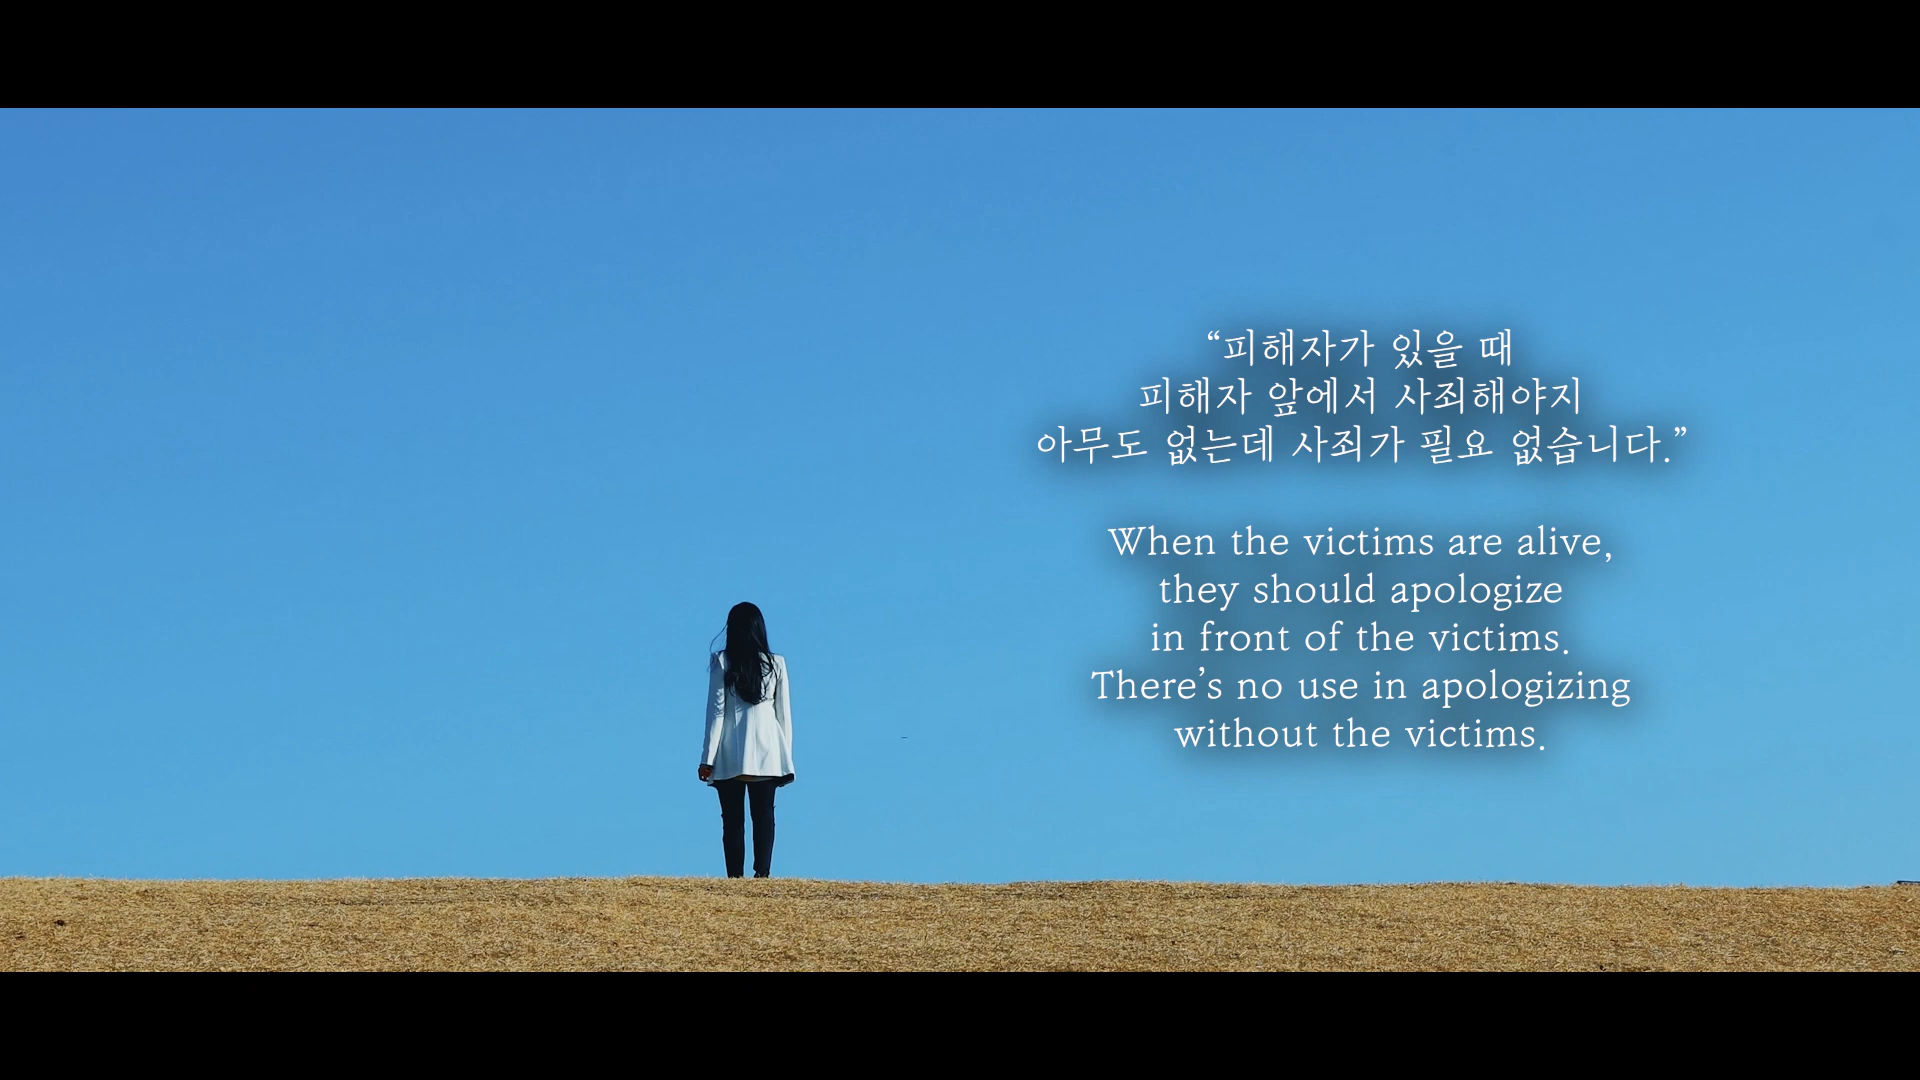 “피해자가 있을 때
피해자 앞에서 사죄해야지
아무도 없는데 사죄가 필요 없습니다.”
When the victims are alive,
they should apologize
in front of the victims.
There’s no use in apologizing
without the victims.